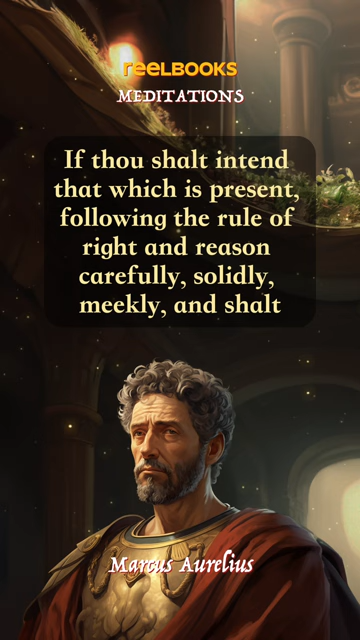 reelBOOKS
MEDITATIONS
If thou shalt intend
that which is present,
following the rule of
right and reason
carefully, solidly,
meekly, and shalt
Marcus Aurelius